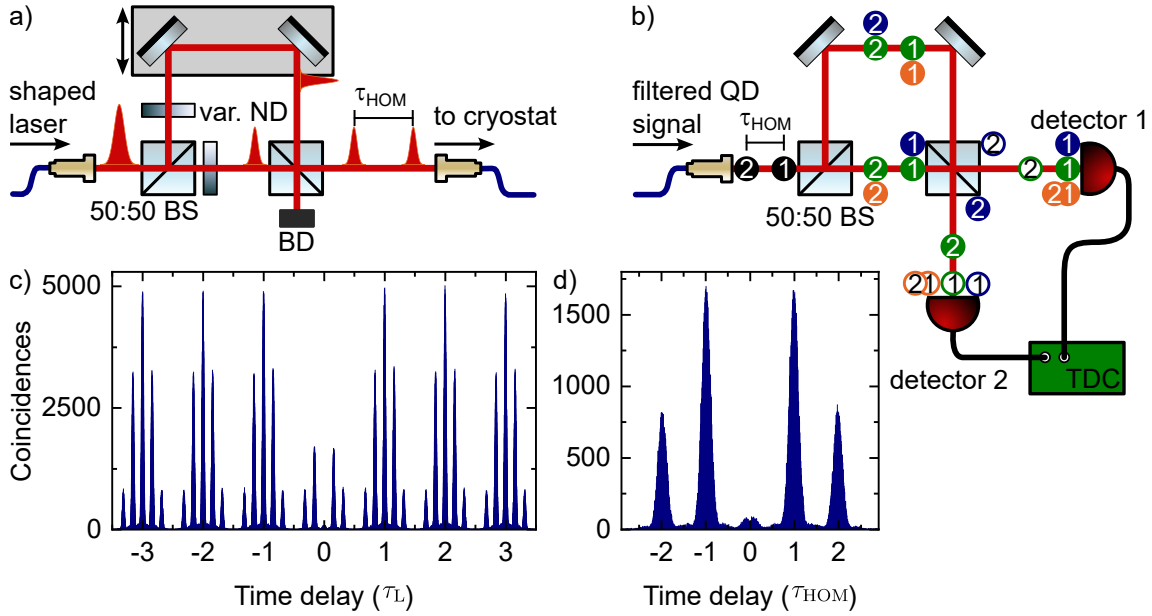 a)
shaped
laser
var. ND
τHOM
to cryostat
50:50 BS
BD
b)
filtered QD
signal
τHOM
2 1
50:50 BS
2
2 1
1
1
2 1
2
2
2
detector 1
1
2 1
21
2
21 1 1
detector 2
TDC
c)
Coincidences
5000
2500
0
-3 -2 -1 0 1 2 3
Time delay (τL)
d)
1500
1000
500
0
-2 -1 0 1 2
Time delay (τHOM)